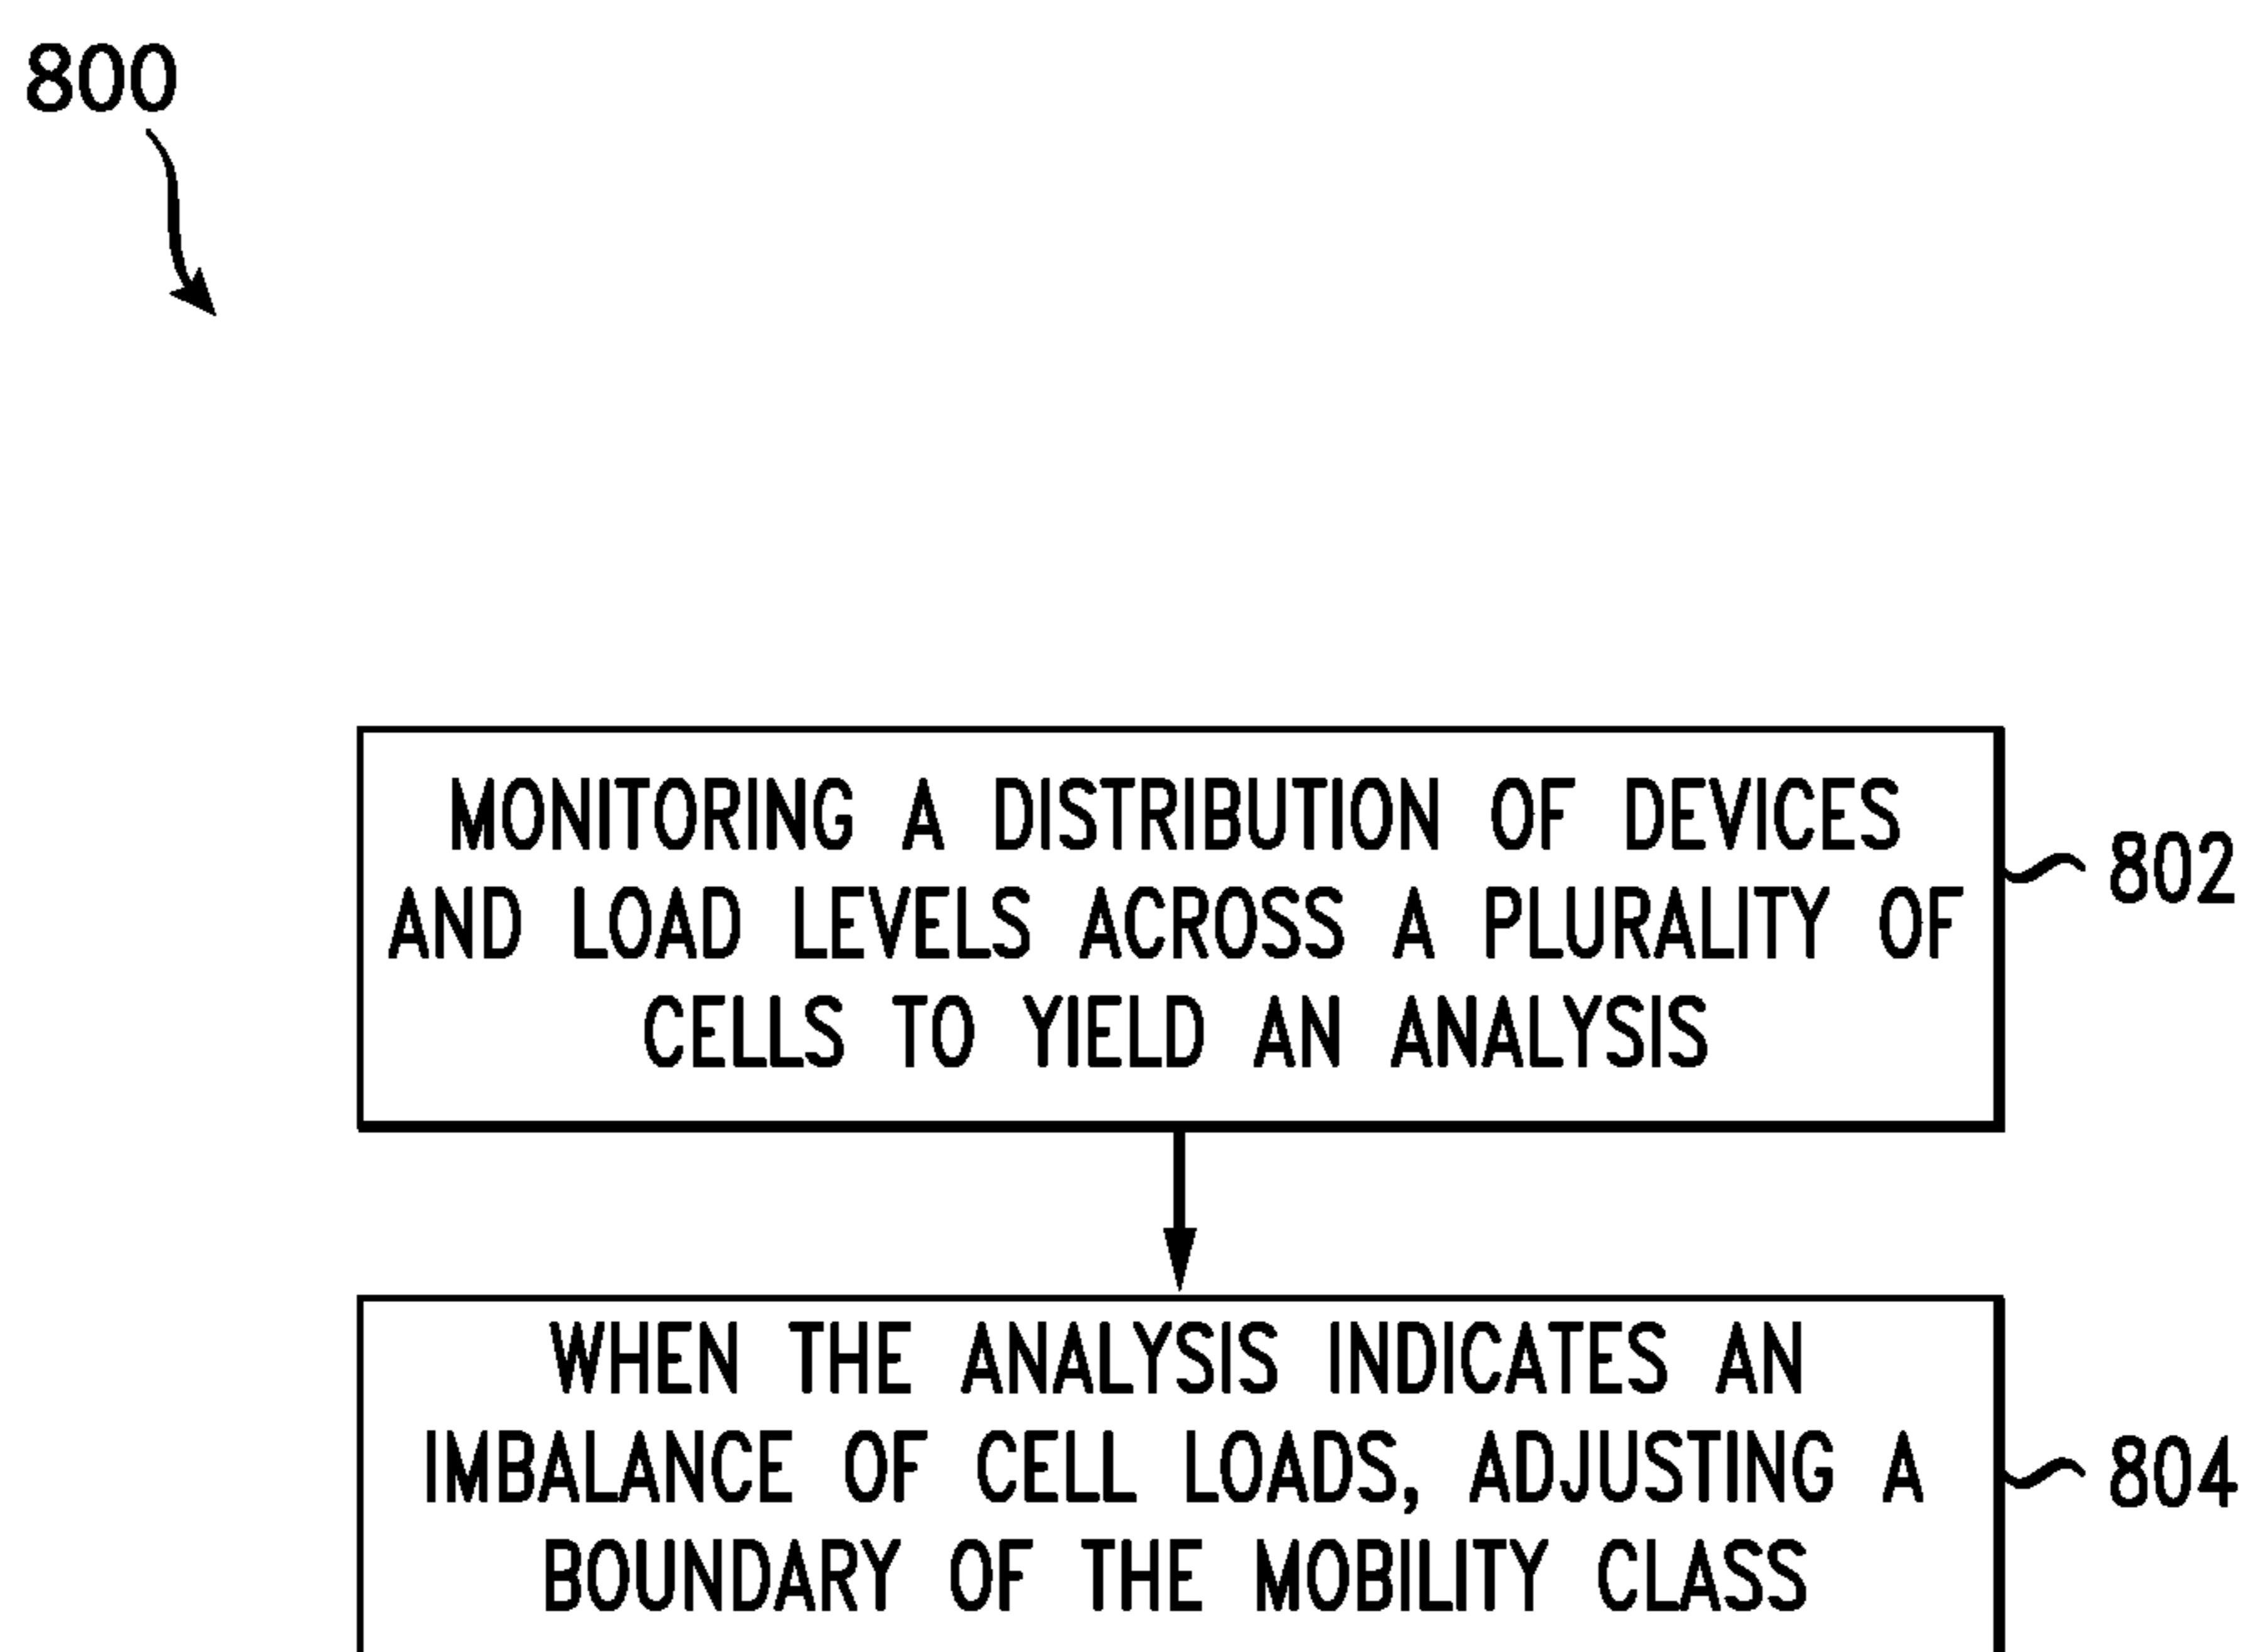 800
MONITORING A DISTRIBUTION OF DEVICES
AND LOAD LEVELS ACROSS A PLURALITY OF
CELLS TO YIELD AN ANALYSIS
802
WHEN THE ANALYSIS INDICATES AN
IMBALANCE OF CELL LOADS, ADJUSTING A
BOUNDARY OF THE MOBILITY CLASS
804